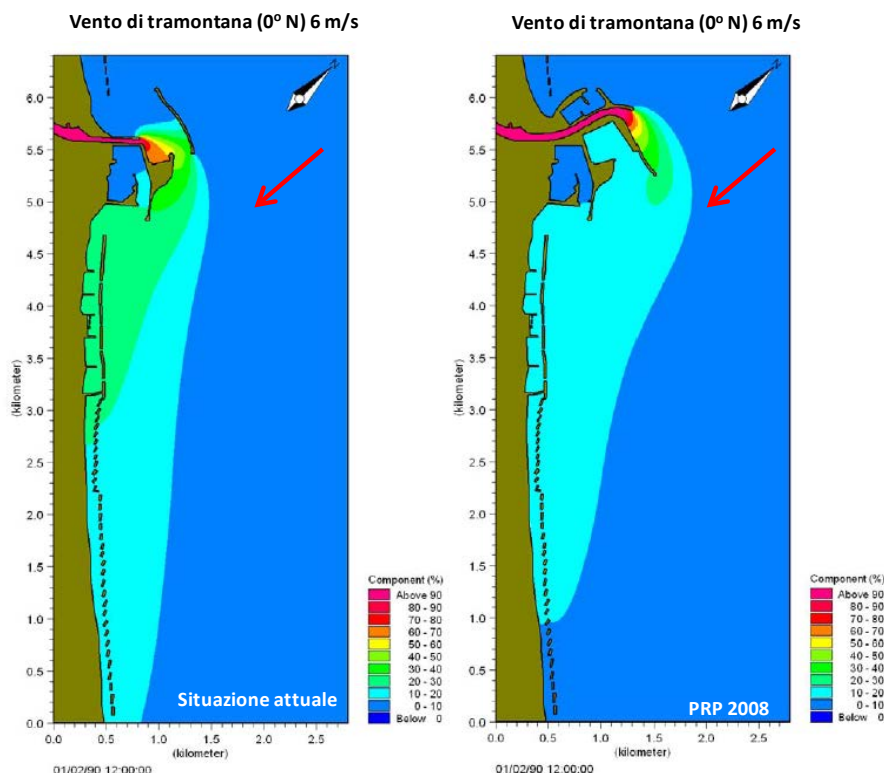 Vento di tramontana (0° N) 6 m/s
Vento di tramontana (0° N) 6 m/s
(kilometer)
6.0
5.5
5.0
4.5
4.0
3.5
3.0
2.5
2.0
1.5
1.0
0.5
0.0
0.0 0.5 1.0 1.5 2.0 2.5
(kilometer)
01/02/90 12:00:00
N
Situazione attuale
Component (%)
Above 90
80 - 90
70 - 80
60 - 70
50 - 60
40 - 50
30 - 40
20 - 30
10 - 20
0 - 10
Below 0
(kilometer)
6.0
5.5
5.0
4.5
4.0
3.5
3.0
2.5
2.0
1.5
1.0
0.5
0.0
0.0 0.5 1.0 1.5 2.0 2.5
(kilometer)
01/02/90 12:00:00
N
PRP 2008
Component (%)
Above 90
80 - 90
70 - 80
60 - 70
50 - 60
40 - 50
30 - 40
20 - 30
10 - 20
0 - 10
Below 0